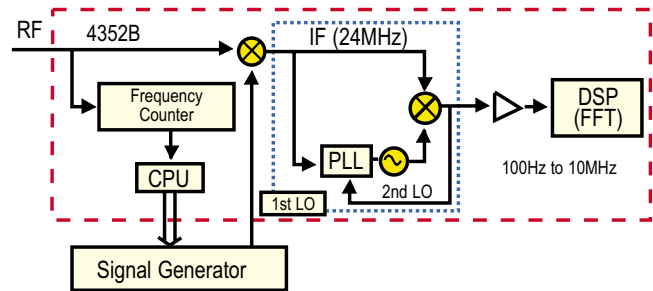 RF
4352B
IF (24MHz)
Frequency
Counter
DSP
(FFT)
PLL
100Hz to 10MHz
CPU
2nd LO
1st LO
Signal Generator